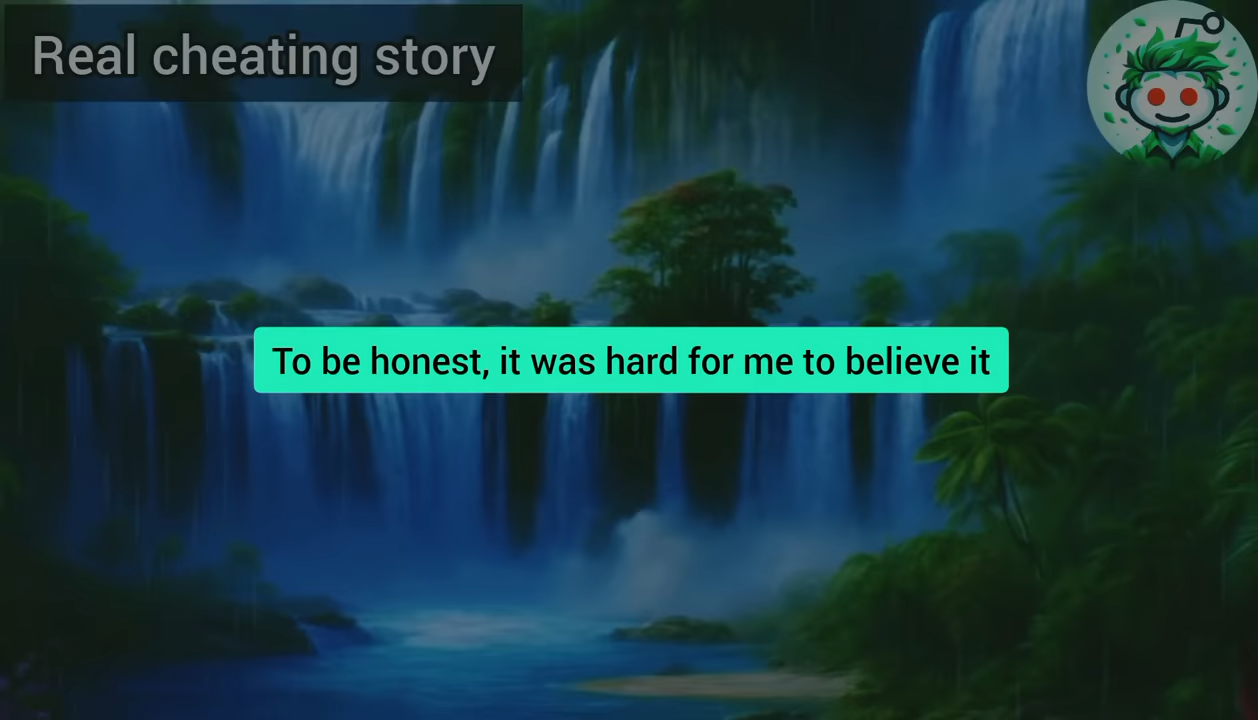 Real cheating story
To be honest, it was hard for me to believe it